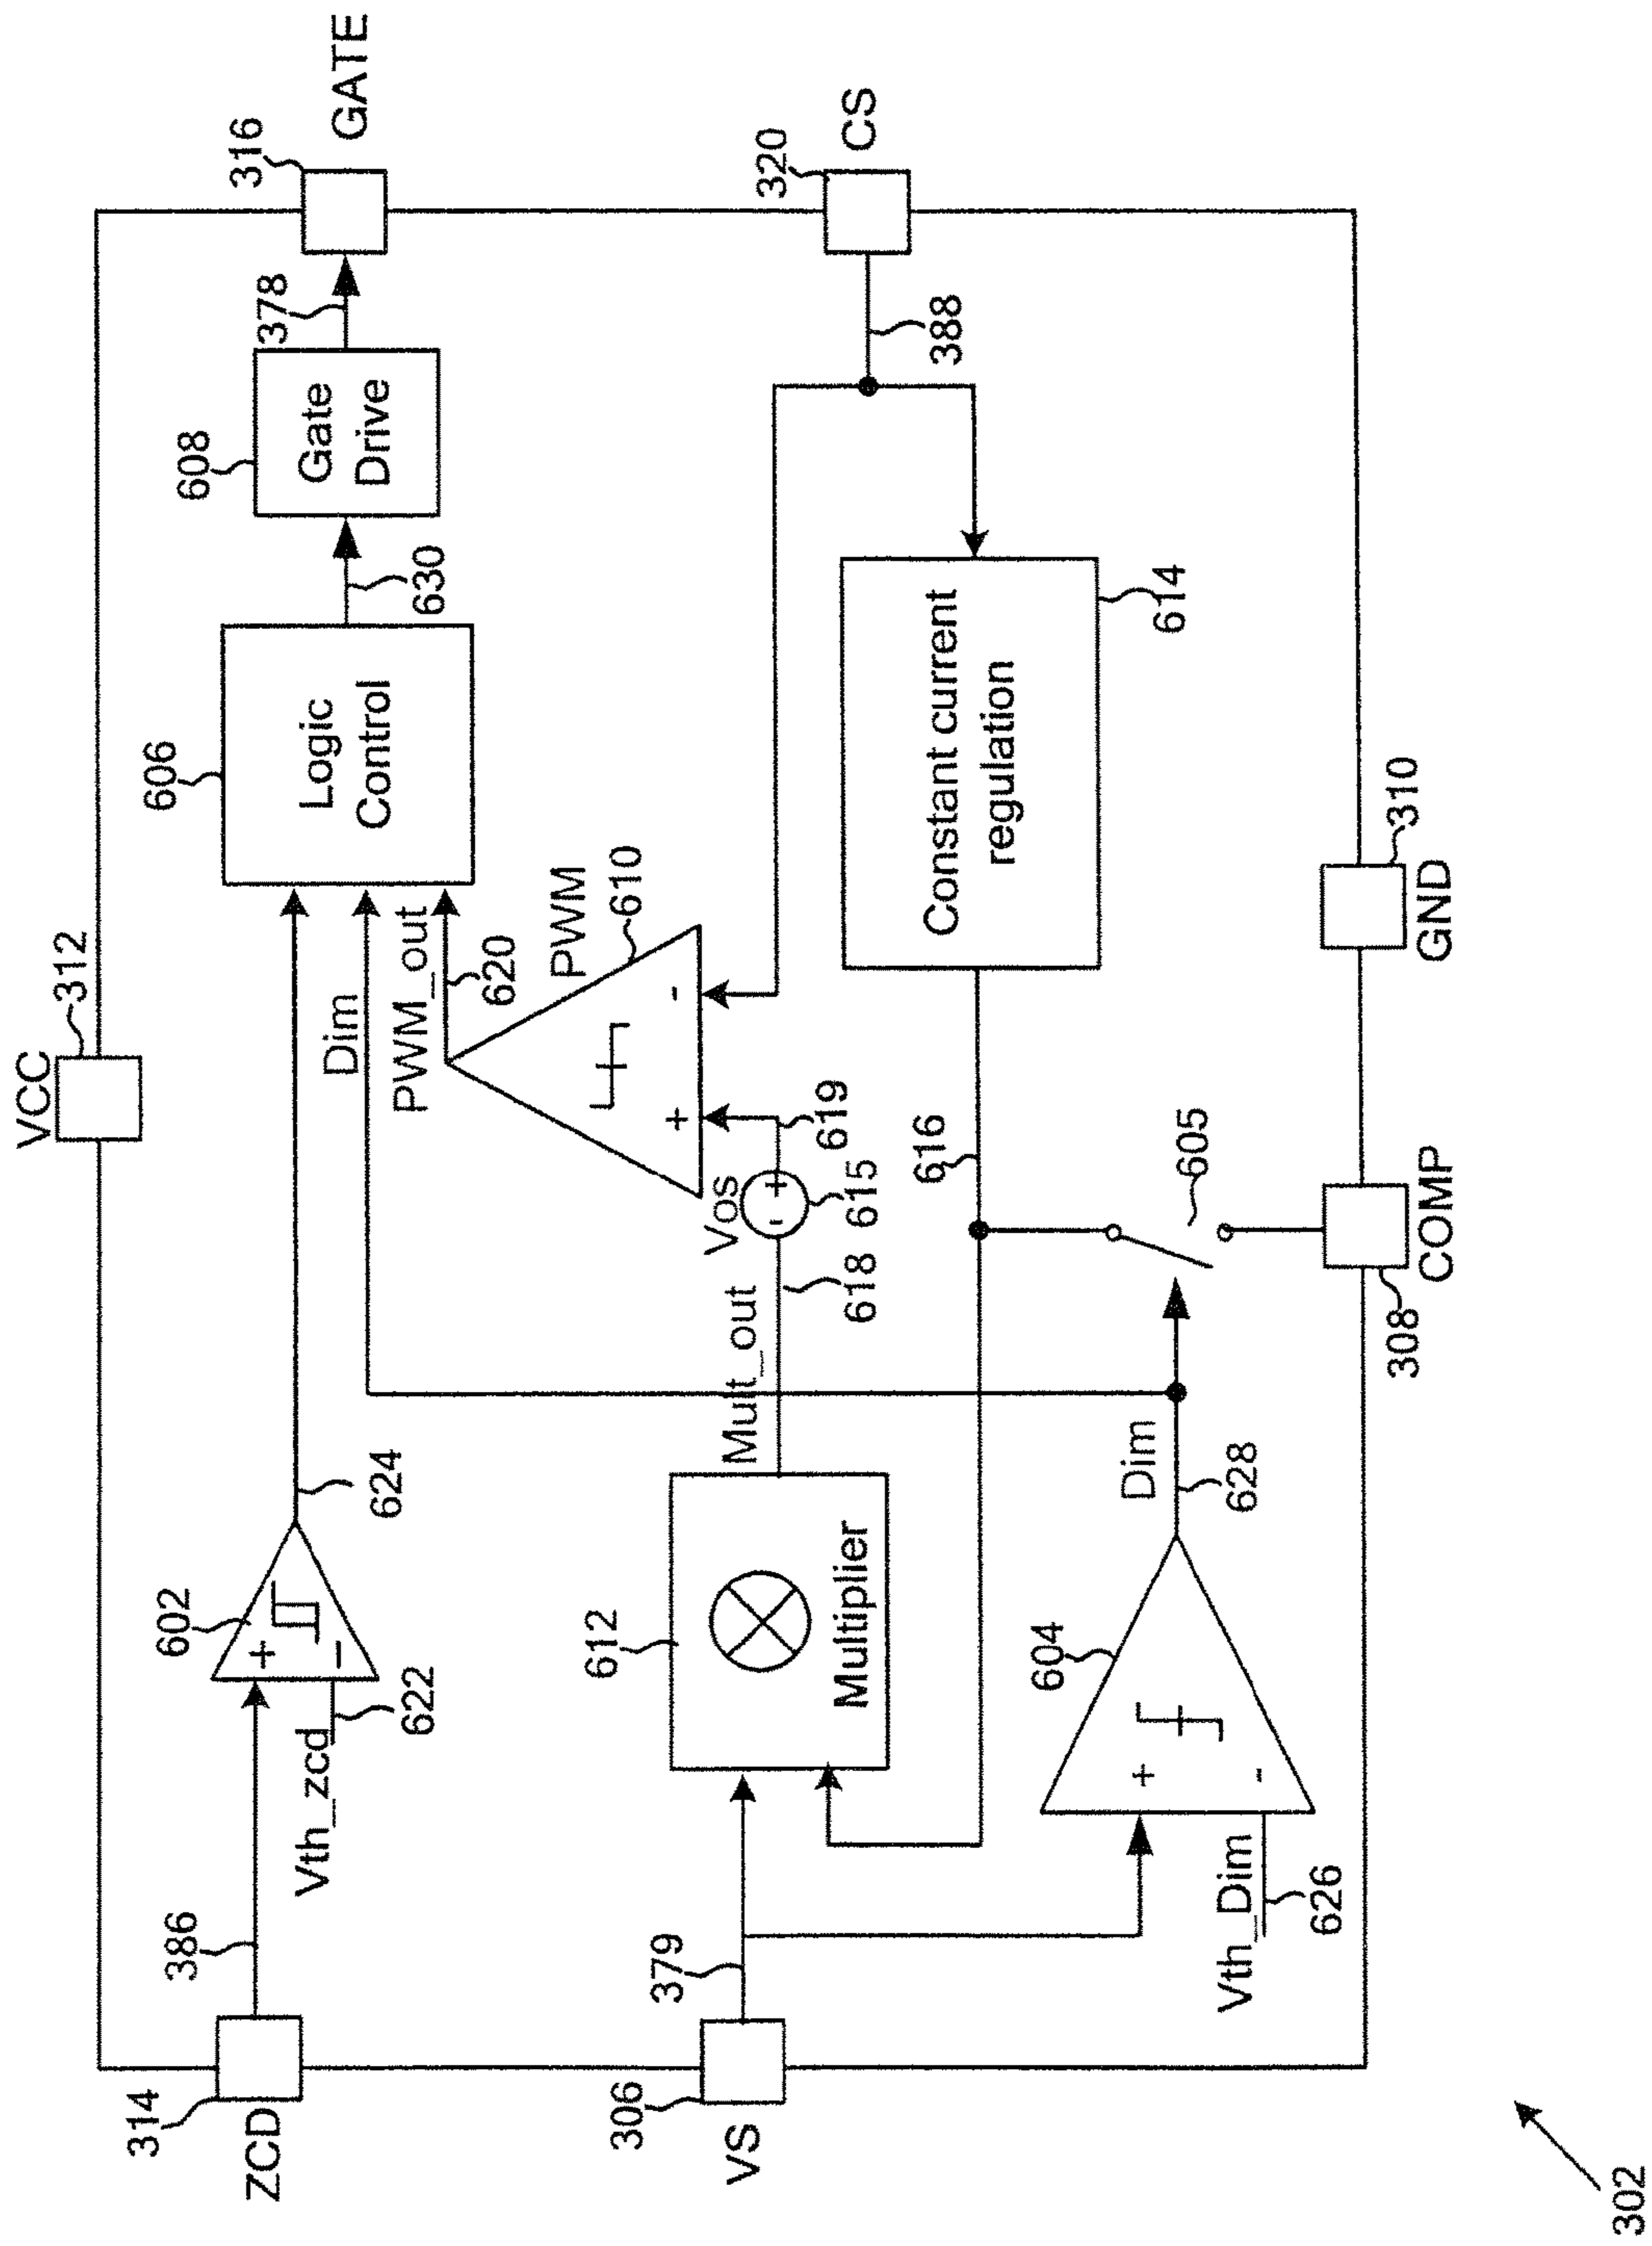 VCC
312
314
ZCD
386
Vth_zcd
622
602
+
-
624
Dim
PWM_out
620
606
Logic
Control
630
608
Gate
Drive
378
316
GATE
306
VS
379
612
Multiplier
Mult_out
618
Vos
- +
615
619
PWM
610
+ -
388
320
CS
Vth_Dim
626
604
+
-
Dim
628
605
616
Constant current
regulation
614
308
COMP
310
GND
302